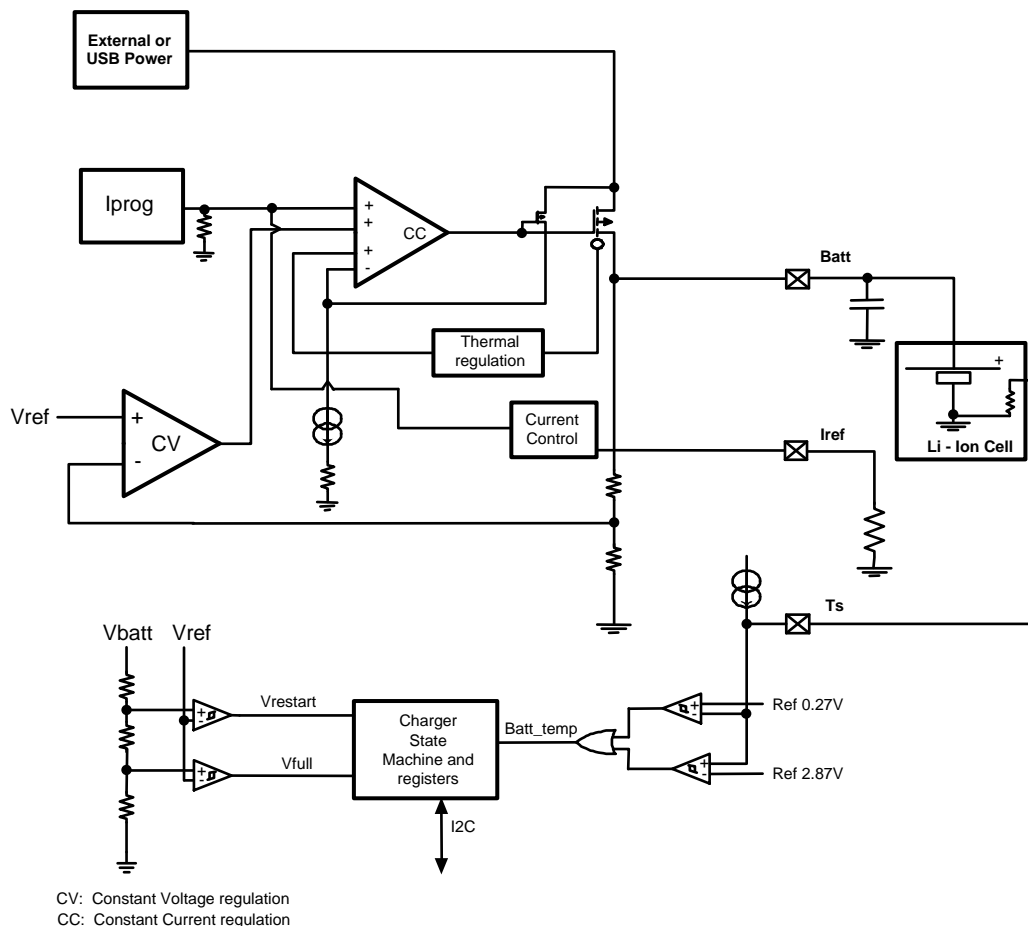 External or
USB Power
Iprog
+
+
+
-
CC
Batt
Thermal
regulation
+
Li - Ion Cell
Vref
+
-
CV
Current
Control
Iref
Ts
Vbatt
Vref
+
-
Vrestart
+
-
Vfull
Charger
State
Machine and
registers
Batt_temp
+
-
Ref 0.27V
+
-
Ref 2.87V
I2C
CV: Constant Voltage regulation
CC: Constant Current regulation